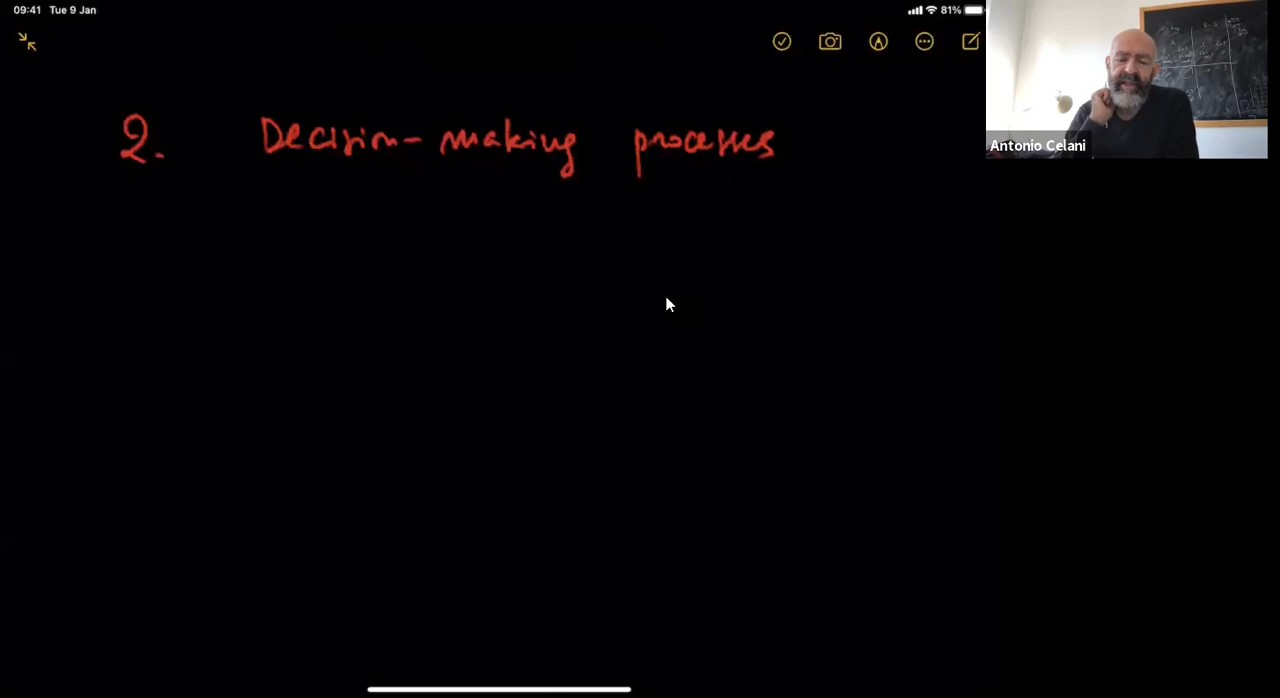 09:41 Tue 9 Jan
81%
2. Decision-making processes
Antonio Celani